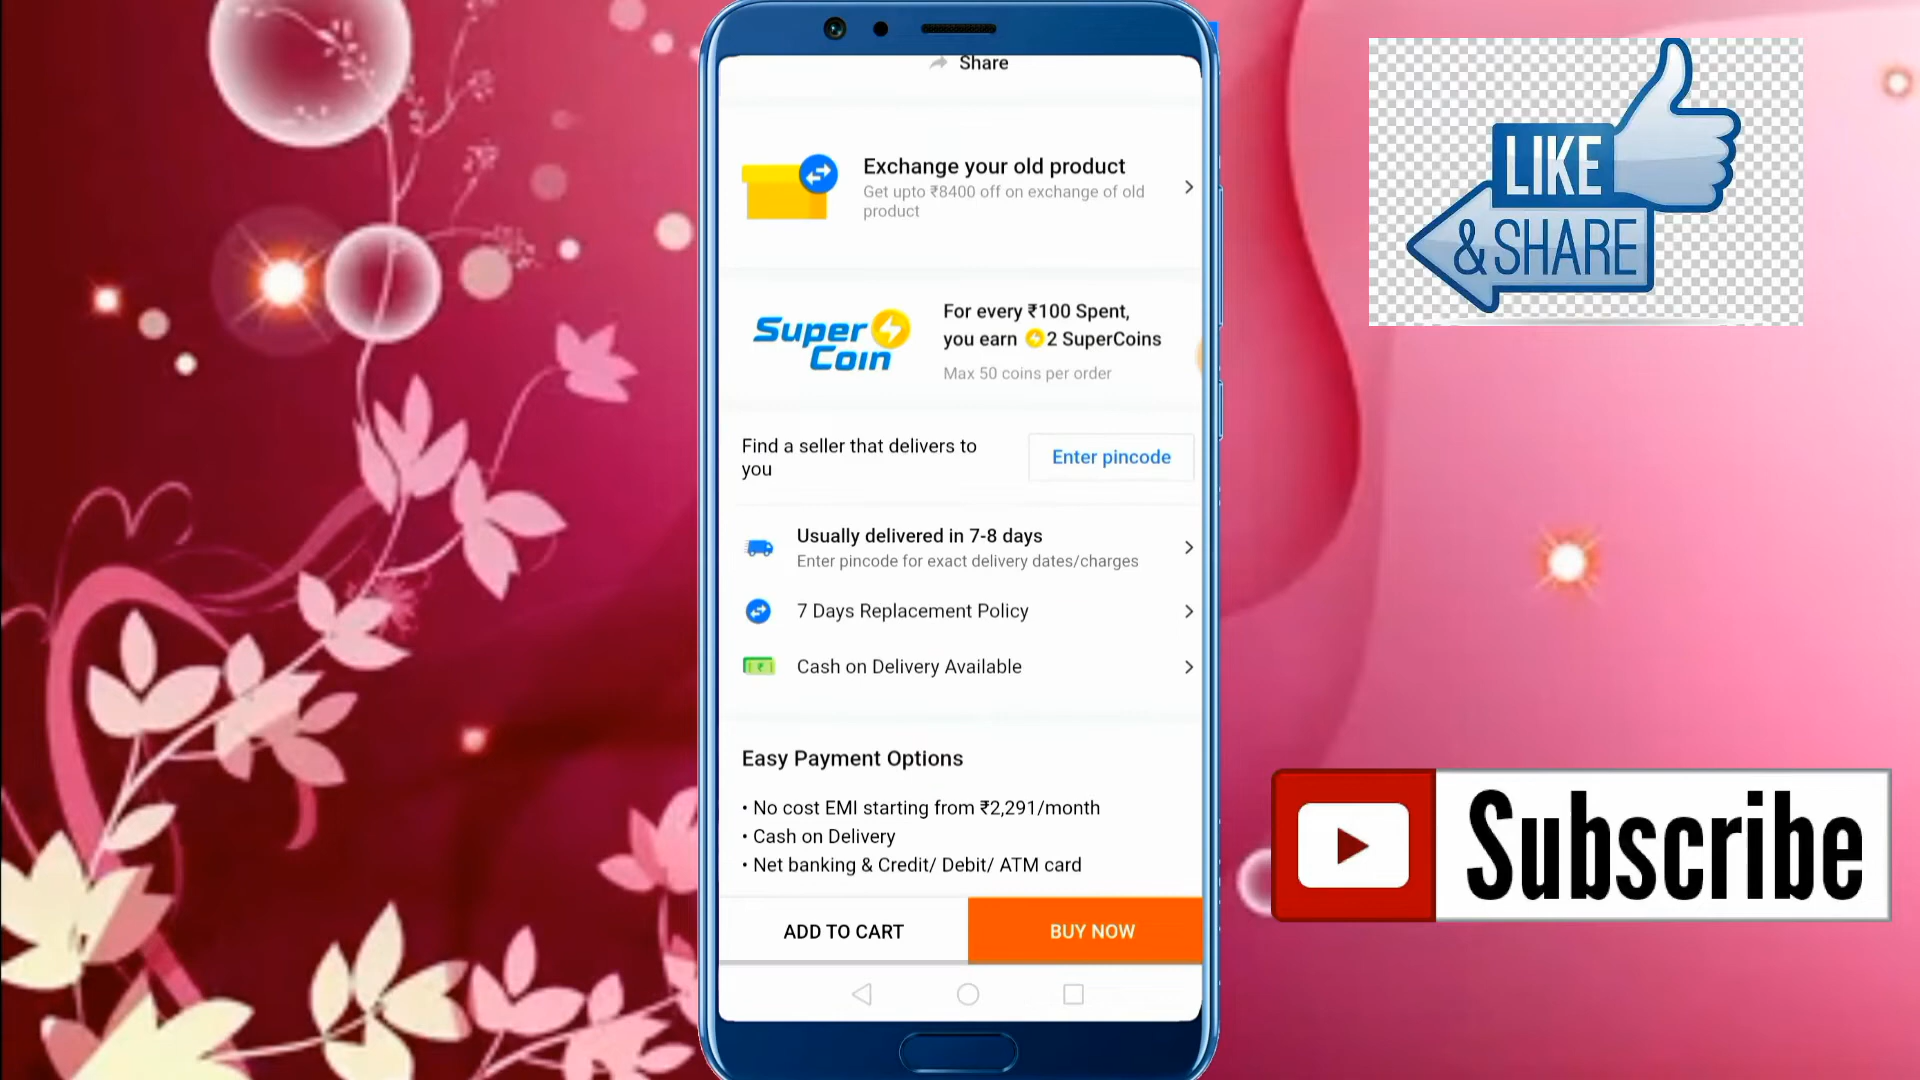 Share
Exchange your old product
Get upto ₹8400 off on exchange of old
product
Super
Coin
For every ₹100 Spent,
you earn 2 SuperCoins
Max 50 coins per order
Find a seller that delivers to
you
Enter pincode
Usually delivered in 7-8 days
Enter pincode for exact delivery dates/charges
7 Days Replacement Policy
Cash on Delivery Available
Easy Payment Options
• No cost EMI starting from ₹2,291/month
• Cash on Delivery
• Net banking & Credit/ Debit/ ATM card
ADD TO CART
BUY NOW
LIKE
& SHARE
Subscribe